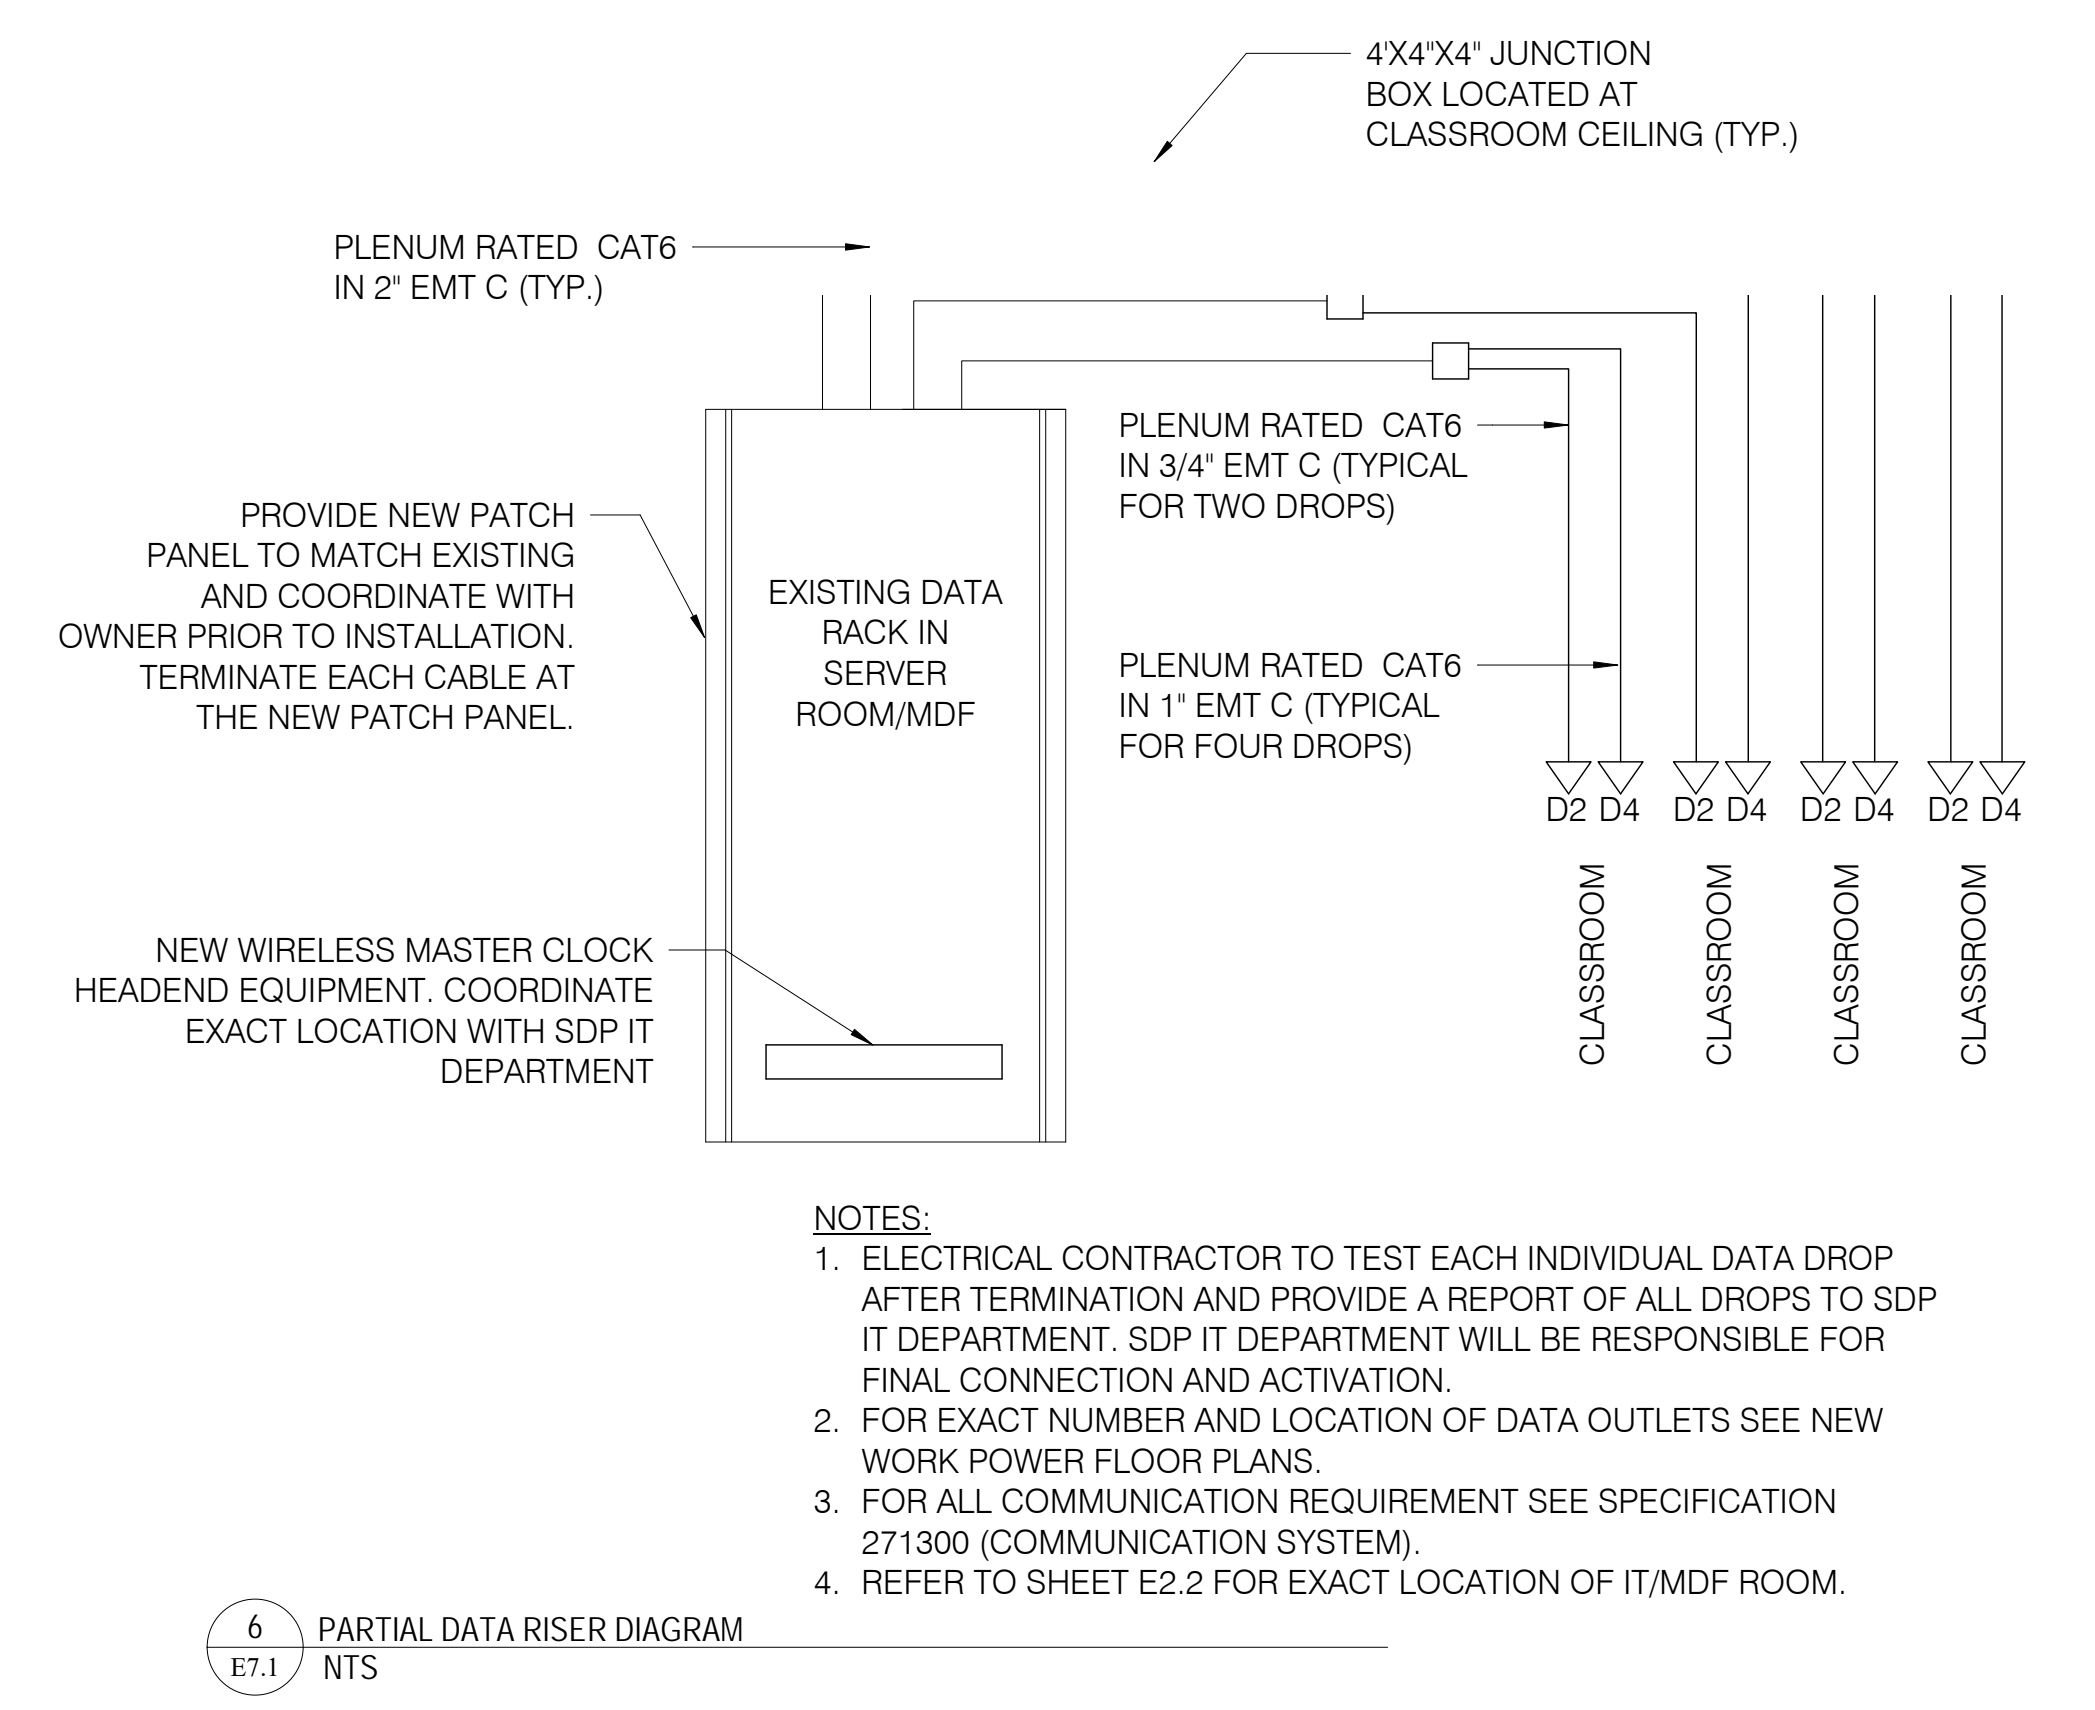 4'X4"X4" JUNCTION
BOX LOCATED AT
CLASSROOM CEILING (TYP.)
PLENUM RATED  CAT6
IN 2" EMT C (TYP.)
PLENUM RATED  CAT6
IN 3/4" EMT C (TYPICAL
FOR TWO DROPS)
PROVIDE NEW PATCH
PANEL TO MATCH EXISTING
AND COORDINATE WITH
OWNER PRIOR TO INSTALLATION.
TERMINATE EACH CABLE AT
THE NEW PATCH PANEL.
EXISTING DATA
RACK IN
SERVER
ROOM/MDF
PLENUM RATED  CAT6
IN 1" EMT C (TYPICAL
FOR FOUR DROPS)
D2 D4 D2 D4 D2 D4 D2 D4
CLASSROOM
CLASSROOM
CLASSROOM
CLASSROOM
NEW WIRELESS MASTER CLOCK
HEADEND EQUIPMENT. COORDINATE
EXACT LOCATION WITH SDP IT
DEPARTMENT
NOTES:
1. ELECTRICAL CONTRACTOR TO TEST EACH INDIVIDUAL DATA DROP
AFTER TERMINATION AND PROVIDE A REPORT OF ALL DROPS TO SDP
IT DEPARTMENT. SDP IT DEPARTMENT WILL BE RESPONSIBLE FOR
FINAL CONNECTION AND ACTIVATION.
2. FOR EXACT NUMBER AND LOCATION OF DATA OUTLETS SEE NEW
WORK POWER FLOOR PLANS.
3. FOR ALL COMMUNICATION REQUIREMENT SEE SPECIFICATION
271300 (COMMUNICATION SYSTEM).
4. REFER TO SHEET E2.2 FOR EXACT LOCATION OF IT/MDF ROOM.
6 PARTIAL DATA RISER DIAGRAM
E7.1 NTS